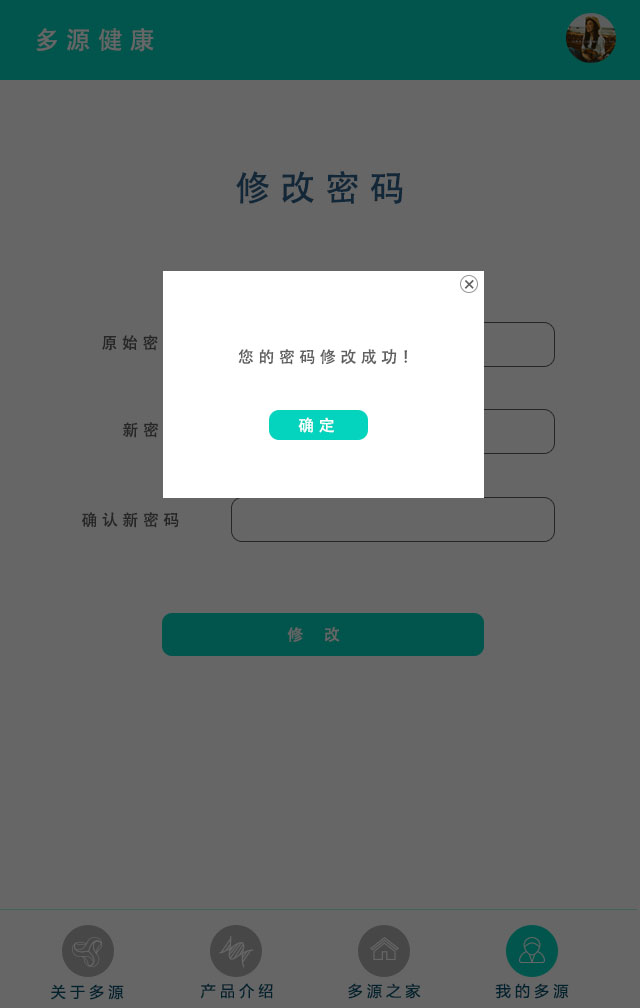 多源健康
修改密码
原始密
您的密码修改成功!
新密
确定
确认新密码
修 改
关于多源
产品介绍
多源之家
我的多源